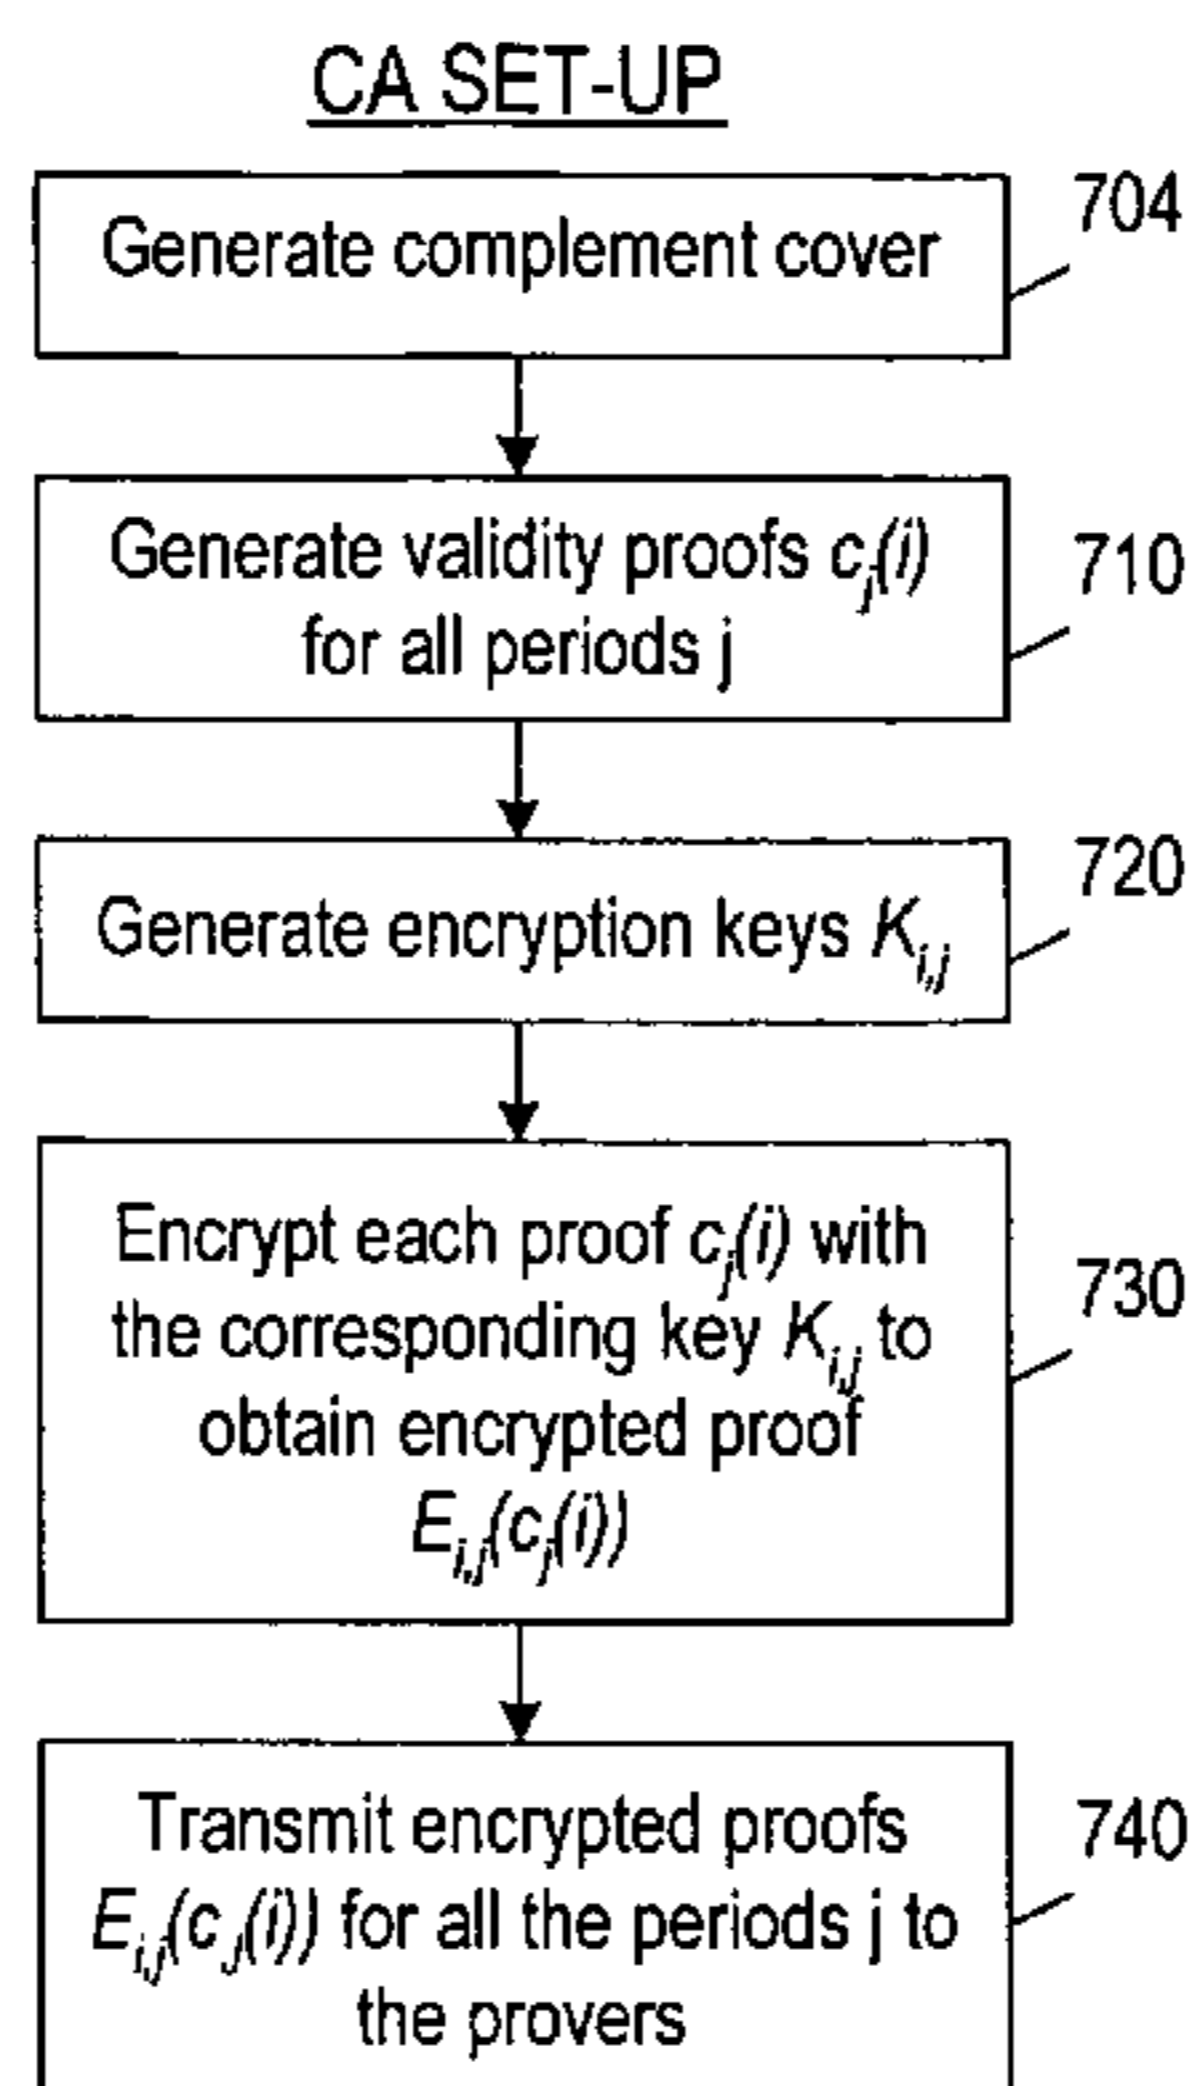 CA SET-UP
704
Generate complement cover
710
Generate validity proofs c_j(i)
for all periods j
720
Generate encryption keys K_i,j
730
Encrypt each proof c_j(i) with
the corresponding key K_i,j to
obtain encrypted proof
E_i,j(c_j(i))
740
Transmit encrypted proofs
E_i,j(c_,j(i)) for all the periods j to
the provers